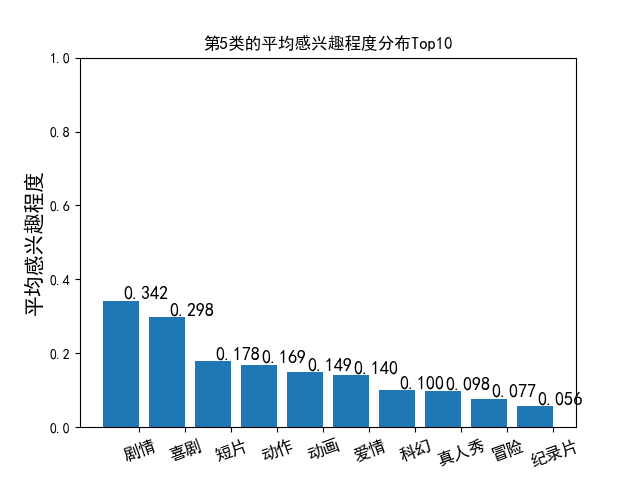 第5类的平均感兴趣程度分布Top10
平均感兴趣程度
1.0
0.8
0.6
0.4
0.2
0.0
0.342
0.298
0.178
0.169
0.149
0.140
0.100
0.098
0.077
0.056
剧情
喜剧
短片
动作
动画
爱情
科幻
真人秀
冒险
纪录片